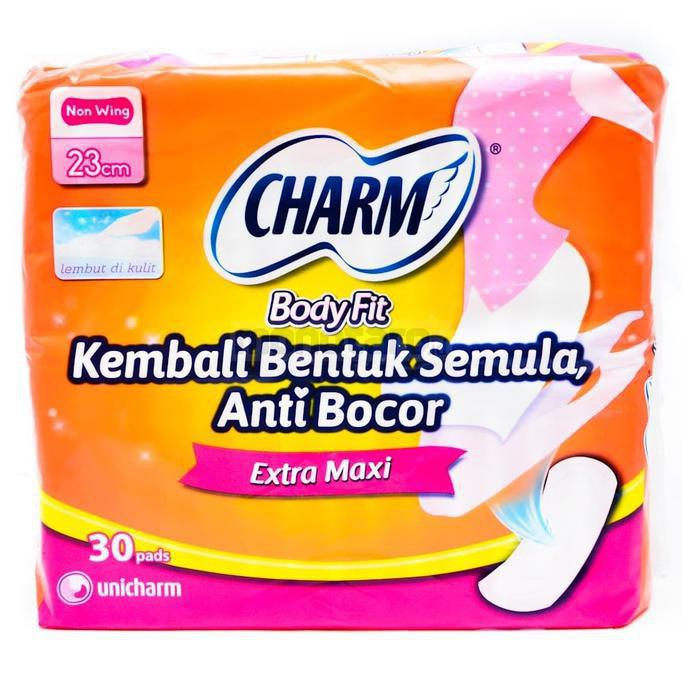 Non Wing
23cm
lembut di kulit
CHARM
®
Body Fit
Kembali Bentuk Semula,
Anti Bocor
Extra Maxi
30 pads
unicharm